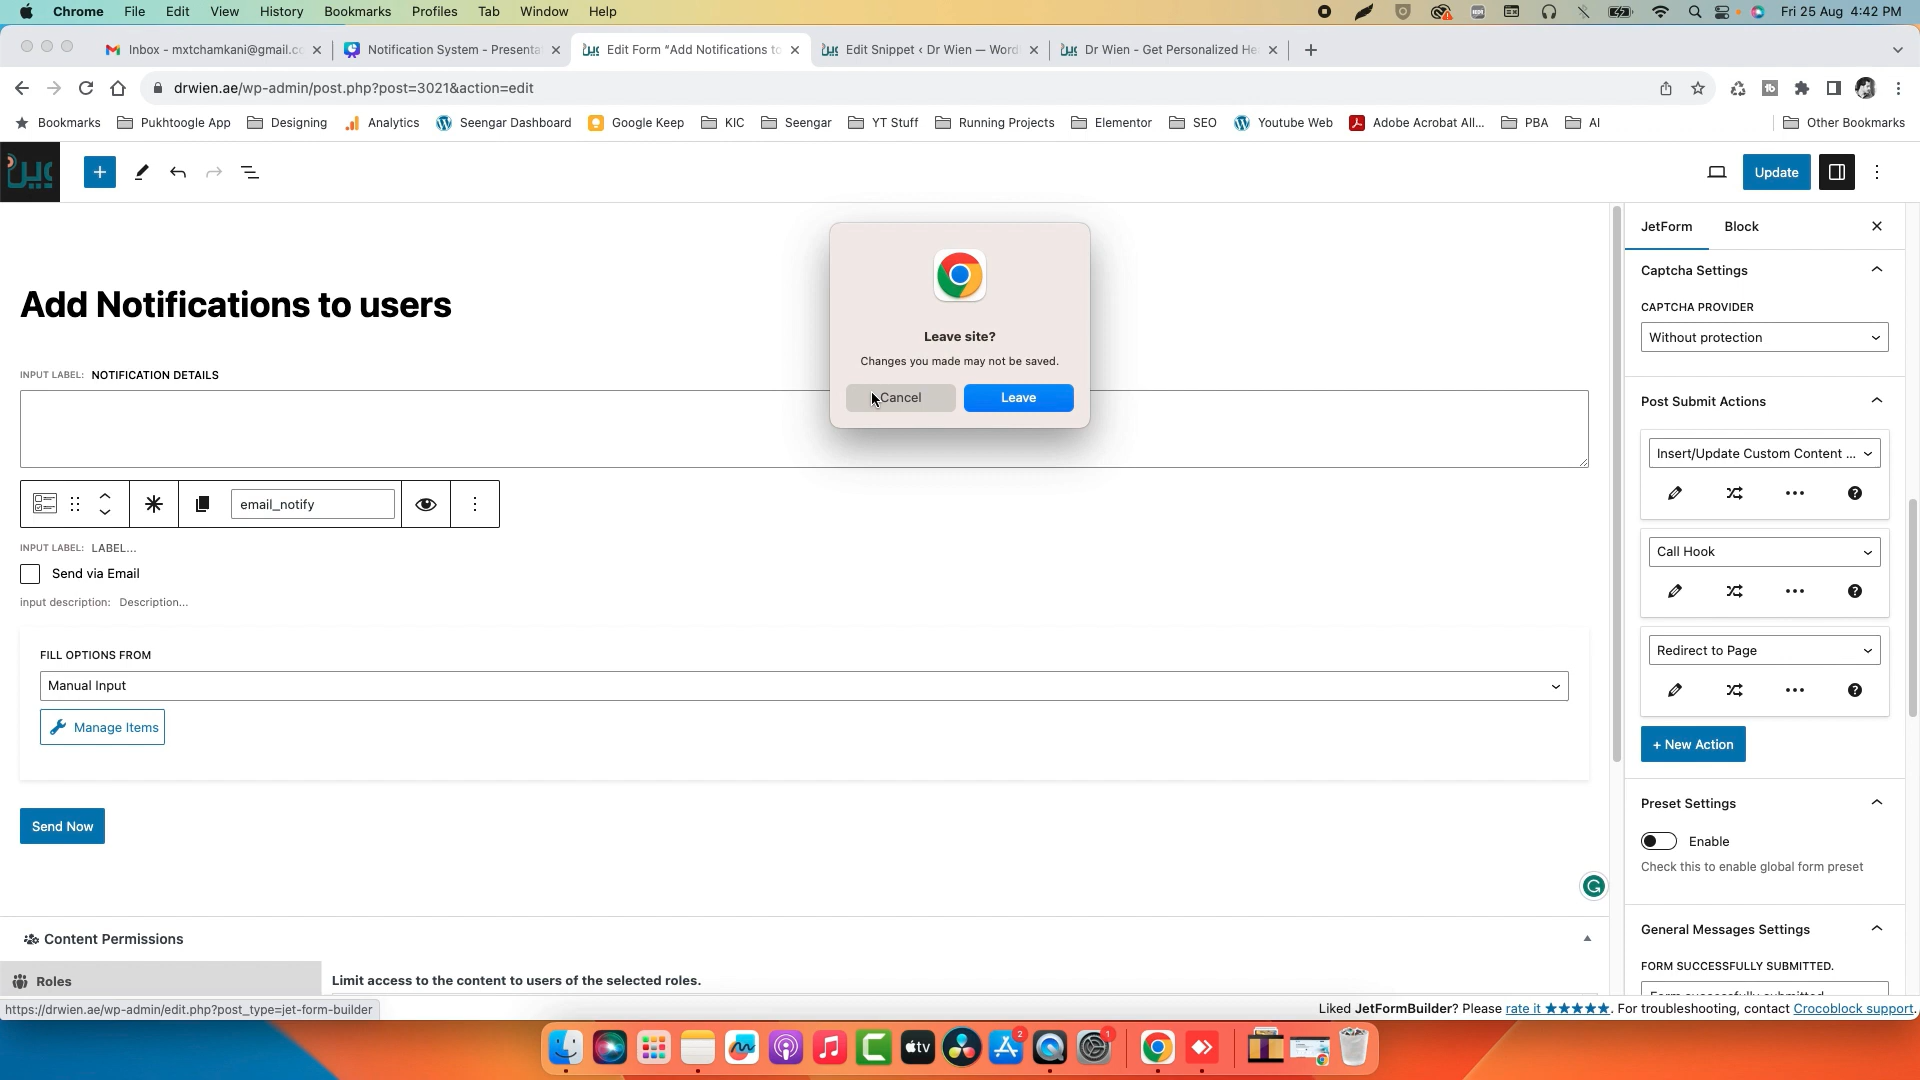 Chrome File Edit View History Bookmarks Profiles Tab Window Help Fri 25 Aug 4:42 PM
Inbox - mxtchamkani@gmail.co Notification System - Presenta Edit Form “Add Notifications to Edit Snippet ‹ Dr Wien — Word Dr Wien - Get Personalized He
drwien.ae/wp-admin/post.php?post=3021&action=edit
Bookmarks Pukhtoogle App Designing Analytics Seengar Dashboard Google Keep KIC Seengar YT Stuff Running Projects Elementor SEO Youtube Web Adobe Acrobat All... PBA AI Other Bookmarks
Update
JetForm Block
Captcha Settings
CAPTCHA PROVIDER
Without protection
Leave site?
Changes you made may not be saved.
Cancel Leave
Add Notifications to users
INPUT LABEL: NOTIFICATION DETAILS
email_notify
INPUT LABEL: LABEL...
Send via Email
input description: Description...
FILL OPTIONS FROM
Manual Input
Manage Items
Send Now
Post Submit Actions
Insert/Update Custom Content ...
Call Hook
Redirect to Page
+ New Action
Preset Settings
Enable
Check this to enable global form preset
General Messages Settings
FORM SUCCESSFULLY SUBMITTED.
Content Permissions
Roles
Limit access to the content to users of the selected roles.
https://drwien.ae/wp-admin/edit.php?post_type=jet-form-builder
Liked JetFormBuilder? Please rate it ★★★★★. For troubleshooting, contact Crocoblock support.
tv
2
1